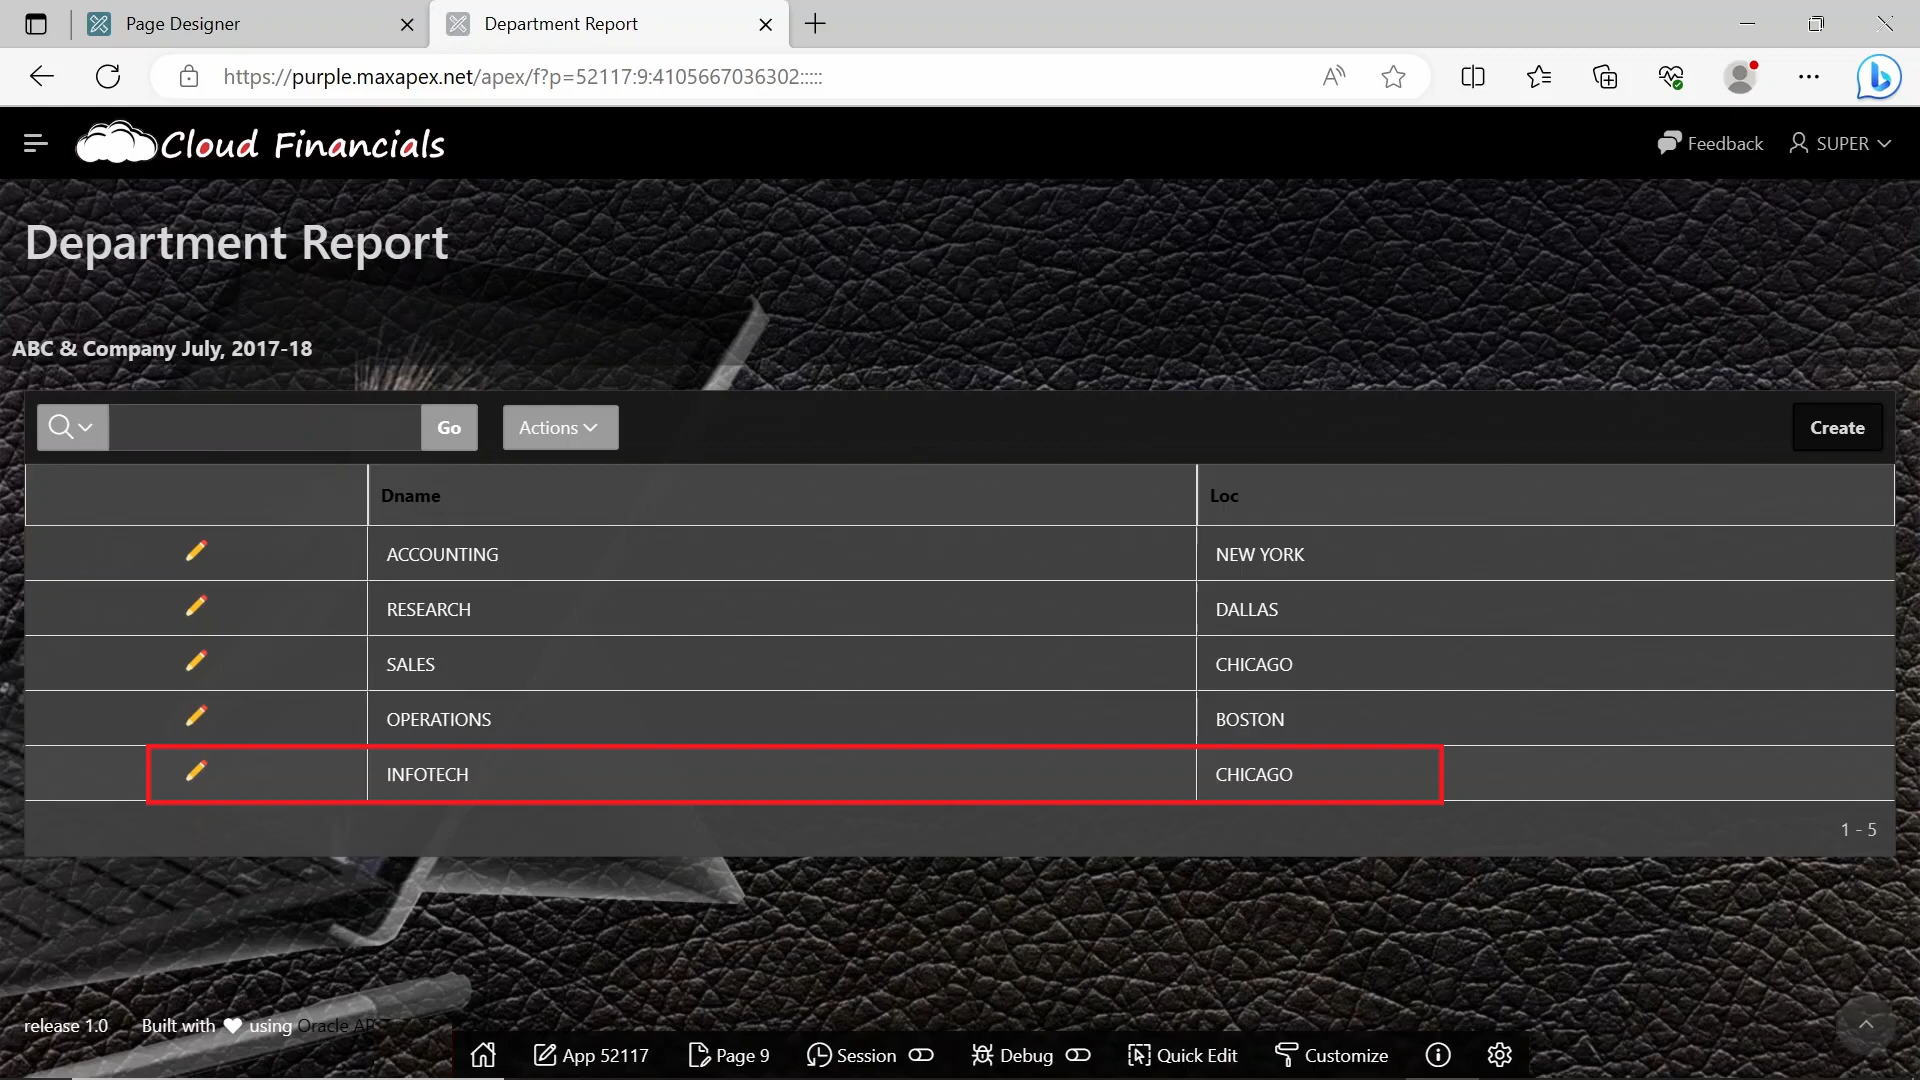 Page Designer
Department Report
https://purple.maxapex.net/apex/f?p=52117:9:4105667036302:::::
Cloud Financials
Feedback
SUPER
Department Report
ABC & Company July, 2017-18
Go
Actions
Create
Dname
Loc
ACCOUNTING
NEW YORK
RESEARCH
DALLAS
SALES
CHICAGO
OPERATIONS
BOSTON
INFOTECH
CHICAGO
1 - 5
release 1.0
Built with ♥ using Oracle
App 52117
Page 9
Session
Debug
Quick Edit
Customize